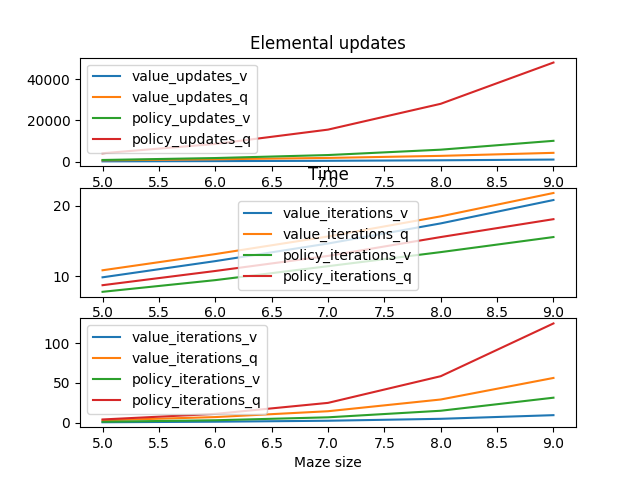 Elemental updates
value_updates_v
value_updates_q
policy_updates_v
policy_updates_q
40000
20000
0
5.0 5.5 6.0 6.5 7.0 7.5 8.0 8.5 9.0
Time
value_iterations_v
value_iterations_q
policy_iterations_v
policy_iterations_q
20
10
5.0 5.5 6.0 6.5 7.0 7.5 8.0 8.5 9.0
value_iterations_v
value_iterations_q
policy_iterations_v
policy_iterations_q
100
50
0
5.0 5.5 6.0 6.5 7.0 7.5 8.0 8.5 9.0
Maze size